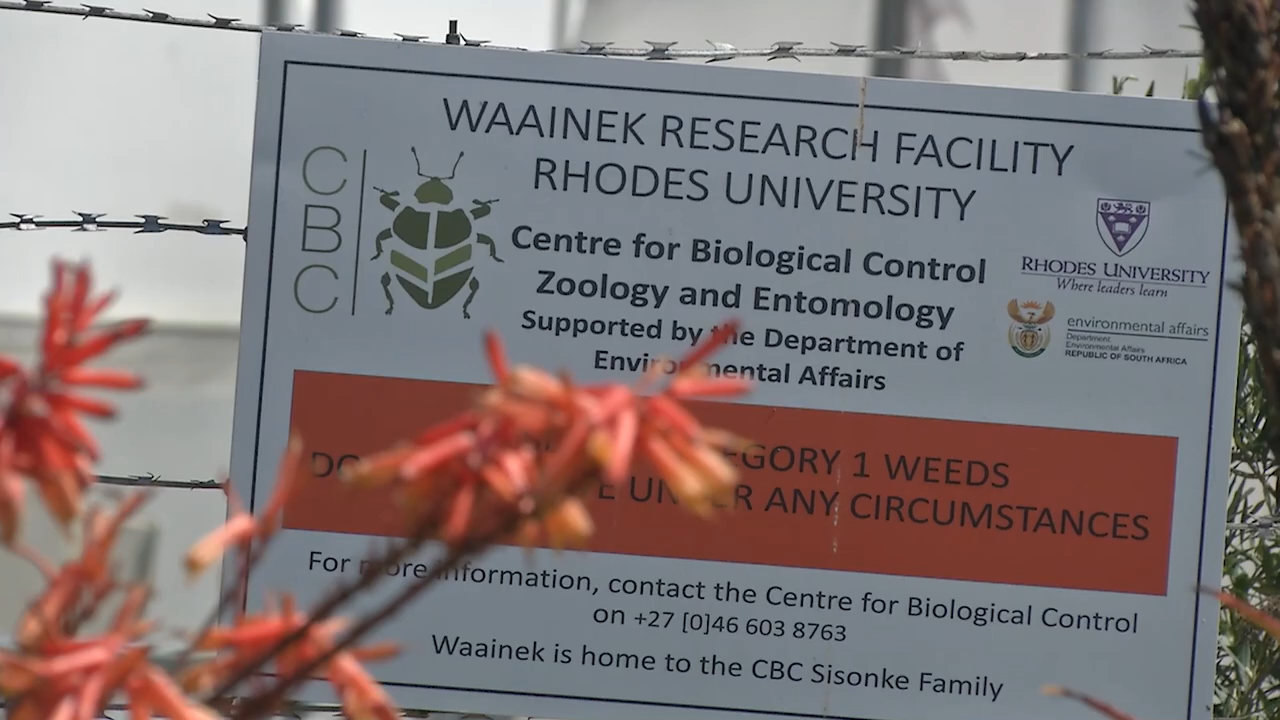 WAAINEK RESEARCH FACILITY
RHODES UNIVERSITY
CBC
Centre for Biological Control
Zoology and Entomology
Supported by the Department of
Environmental Affairs
RHODES UNIVERSITY
Where leaders learn
environmental affairs
Department:
Environmental Affairs
REPUBLIC OF SOUTH AFRICA
1 WEEDS
ANY CIRCUMSTANCES
For more information, contact the Centre for Biological Control
on +27 [0]46 603 8763
Waainek is home to the CBC Sisonke Family